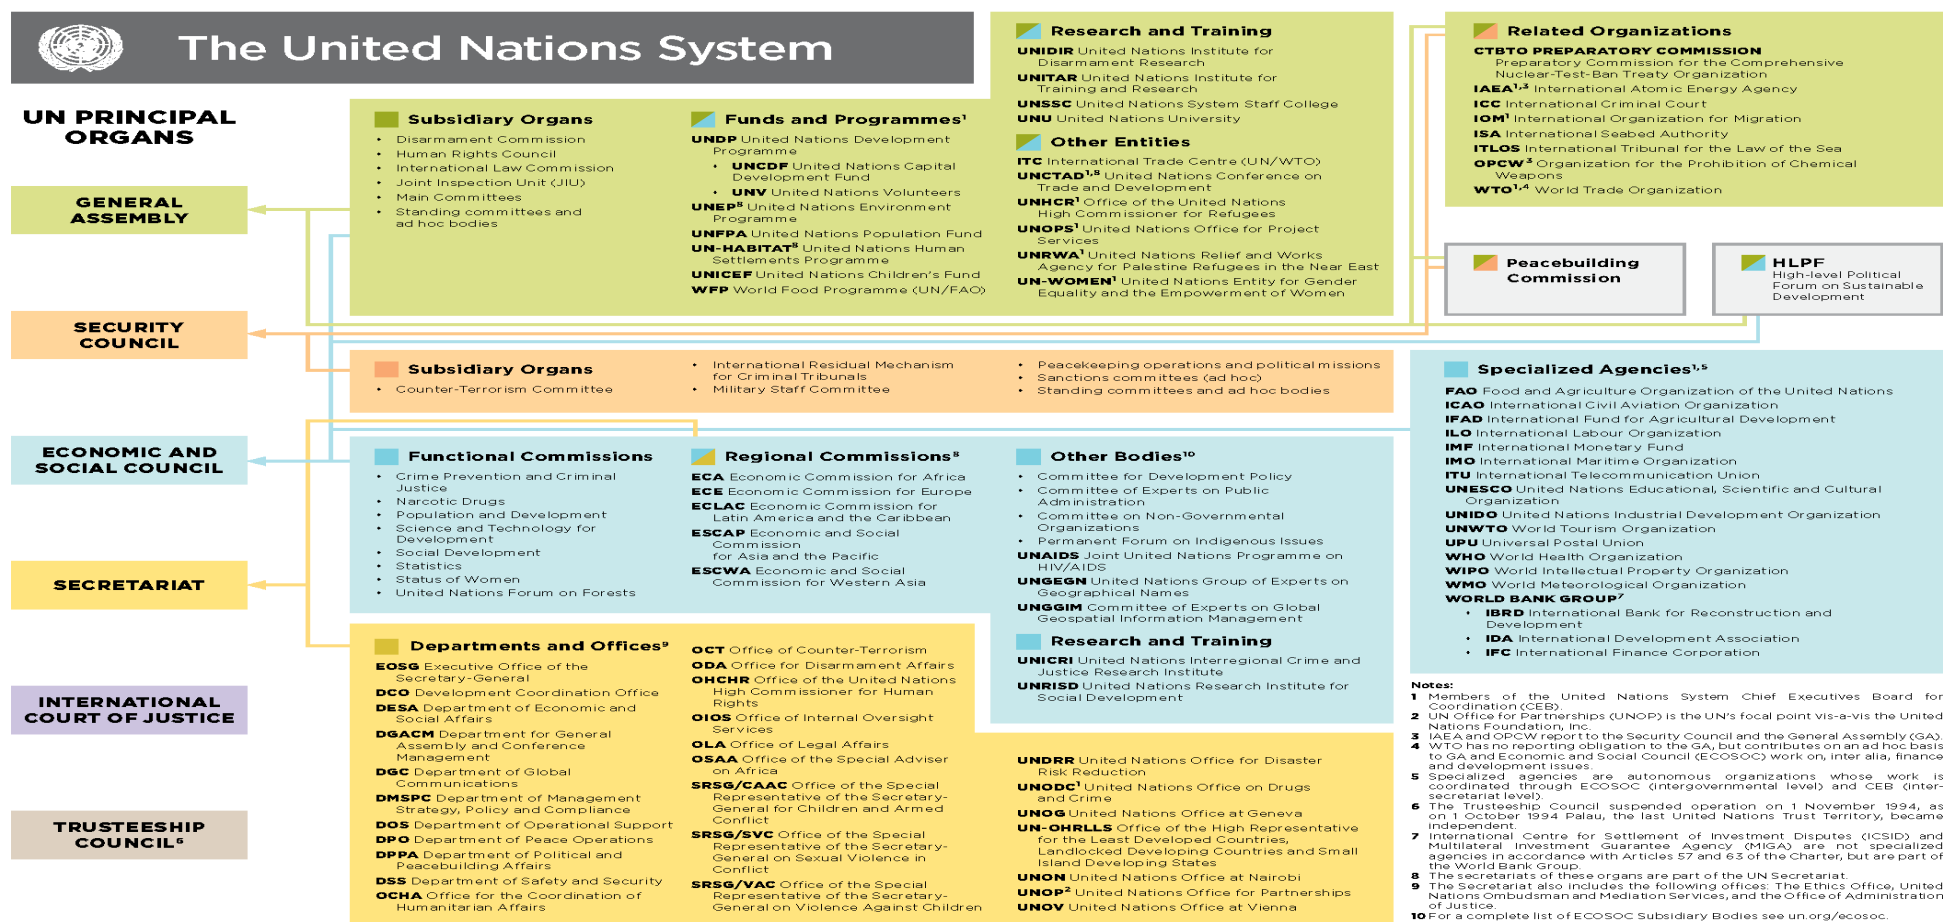 The United Nations System
UN PRINCIPAL
ORGANS
GENERAL
ASSEMBLY
SECURITY
COUNCIL
ECONOMIC AND
SOCIAL COUNCIL
SECRETARIAT
INTERNATIONAL
COURT OF JUSTICE
TRUSTEESHIP
COUNCIL⁶
Subsidiary Organs
• Disarmament Commission
• Human Rights Council
• International Law Commission
• Joint Inspection Unit (JIU)
• Main Committees
• Standing committees and
ad hoc bodies
Funds and Programmes¹
UNDP United Nations Development
Programme
• UNCDF United Nations Capital
Development Fund
• UNV United Nations Volunteers
UNEP⁸ United Nations Environment
Programme
UNFPA United Nations Population Fund
UN-HABITAT⁸ United Nations Human
Settlements Programme
UNICEF United Nations Children's Fund
WFP World Food Programme (UN/FAO)
Research and Training
UNIDIR United Nations Institute for
Disarmament Research
UNITAR United Nations Institute for
Training and Research
UNSSC United Nations System Staff College
UNU United Nations University
Other Entities
ITC International Trade Centre (UN/WTO)
UNCTAD¹,⁸ United Nations Conference on
Trade and Development
UNHCR¹ Office of the United Nations
High Commissioner for Refugees
UNOPS¹ United Nations Office for Project
Services
UNRWA¹ United Nations Relief and Works
Agency for Palestine Refugees in the Near East
UN-WOMEN¹ United Nations Entity for Gender
Equality and the Empowerment of Women
Related Organizations
CTBTO PREPARATORY COMMISSION
Preparatory Commission for the Comprehensive
Nuclear-Test-Ban Treaty Organization
IAEA¹,³ International Atomic Energy Agency
ICC International Criminal Court
IOM¹ International Organization for Migration
ISA International Seabed Authority
ITLOS International Tribunal for the Law of the Sea
OPCW³ Organization for the Prohibition of Chemical
Weapons
WTO¹,⁴ World Trade Organization
Peacebuilding
Commission
HLPF
High-level Political
Forum on Sustainable
Development
Subsidiary Organs
• Counter-Terrorism Committee
• International Residual Mechanism
for Criminal Tribunals
• Military Staff Committee
• Peacekeeping operations and political missions
• Sanctions committees (ad hoc)
• Standing committees and ad hoc bodies
Functional Commissions
• Crime Prevention and Criminal
Justice
• Narcotic Drugs
• Population and Development
• Science and Technology for
Development
• Social Development
• Statistics
• Status of Women
• United Nations Forum on Forests
Regional Commissions⁸
ECA Economic Commission for Africa
ECE Economic Commission for Europe
ECLAC Economic Commission for
Latin America and the Caribbean
ESCAP Economic and Social
Commission
for Asia and the Pacific
ESCWA Economic and Social
Commission for Western Asia
Other Bodies¹⁰
• Committee for Development Policy
• Committee of Experts on Public
Administration
• Committee on Non-Governmental
Organizations
• Permanent Forum on Indigenous Issues
UNAIDS Joint United Nations Programme on
HIV/AIDS
UNGEGN United Nations Group of Experts on
Geographical Names
UNGGIM Committee of Experts on Global
Geospatial Information Management
Research and Training
UNICRI United Nations Interregional Crime and
Justice Research Institute
UNRISD United Nations Research Institute for
Social Development
Specialized Agencies¹,⁵
FAO Food and Agriculture Organization of the United Nations
ICAO International Civil Aviation Organization
IFAD International Fund for Agricultural Development
ILO International Labour Organization
IMF International Monetary Fund
IMO International Maritime Organization
ITU International Telecommunication Union
UNESCO United Nations Educational, Scientific and Cultural
Organization
UNIDO United Nations Industrial Development Organization
UNWTO World Tourism Organization
UPU Universal Postal Union
WHO World Health Organization
WIPO World Intellectual Property Organization
WMO World Meteorological Organization
WORLD BANK GROUP⁷
• IBRD International Bank for Reconstruction and
Development
• IDA International Development Association
• IFC International Finance Corporation
Departments and Offices⁹
EOSG Executive Office of the
Secretary-General
DCO Development Coordination Office
DESA Department of Economic and
Social Affairs
DGACM Department for General
Assembly and Conference
Management
DGC Department of Global
Communications
DMSPC Department of Management
Strategy, Policy and Compliance
DOS Department of Operational Support
DPO Department of Peace Operations
DPPA Department of Political and
Peacebuilding Affairs
DSS Department of Safety and Security
OCHA Office for the Coordination of
Humanitarian Affairs
OCT Office of Counter-Terrorism
ODA Office for Disarmament Affairs
OHCHR Office of the United Nations
High Commissioner for Human
Rights
OIOS Office of Internal Oversight
Services
OLA Office of Legal Affairs
OSAA Office of the Special Adviser
on Africa
SRSG/CAAC Office of the Special
Representative of the Secretary-
General for Children and Armed
Conflict
SRSG/SVC Office of the Special
Representative of the Secretary-
General on Sexual Violence in
Conflict
SRSG/VAC Office of the Special
Representative of the Secretary-
General on Violence Against Children
UNDRR United Nations Office for Disaster
Risk Reduction
UNODC¹ United Nations Office on Drugs
and Crime
UNOG United Nations Office at Geneva
UN-OHRLLS Office of the High Representative
for the Least Developed Countries,
Landlocked Developing Countries and Small
Island Developing States
UNON United Nations Office at Nairobi
UNOP² United Nations Office for Partnerships
UNOV United Nations Office at Vienna
Notes:
1 Members of the United Nations System Chief Executives Board for
Coordination (CEB).
2 UN Office for Partnerships (UNOP) is the UN's focal point vis-a-vis the United
Nations Foundation, Inc.
3 IAEA and OPCW report to the Security Council and the General Assembly (GA).
4 WTO has no reporting obligation to the GA, but contributes on an ad hoc basis
to GA and Economic and Social Council (ECOSOC) work on, inter alia, finance
and development issues.
5 Specialized agencies are autonomous organizations whose work is
coordinated through ECOSOC (intergovernmental level) and CEB (inter-
secretariat level).
6 The Trusteeship Council suspended operation on 1 November 1994, as
on 1 October 1994 Palau, the last United Nations Trust Territory, became
independent.
7 International Centre for Settlement of Investment Disputes (ICSID) and
Multilateral Investment Guarantee Agency (MIGA) are not specialized
agencies in accordance with Articles 57 and 63 of the Charter, but are part of
the World Bank Group.
8 The secretariats of these organs are part of the UN Secretariat.
9 The Secretariat also includes the following offices: The Ethics Office, United
Nations Ombudsman and Mediation Services, and the Office of Administration
of Justice.
10 For a complete list of ECOSOC Subsidiary Bodies see un.org/ecosoc.